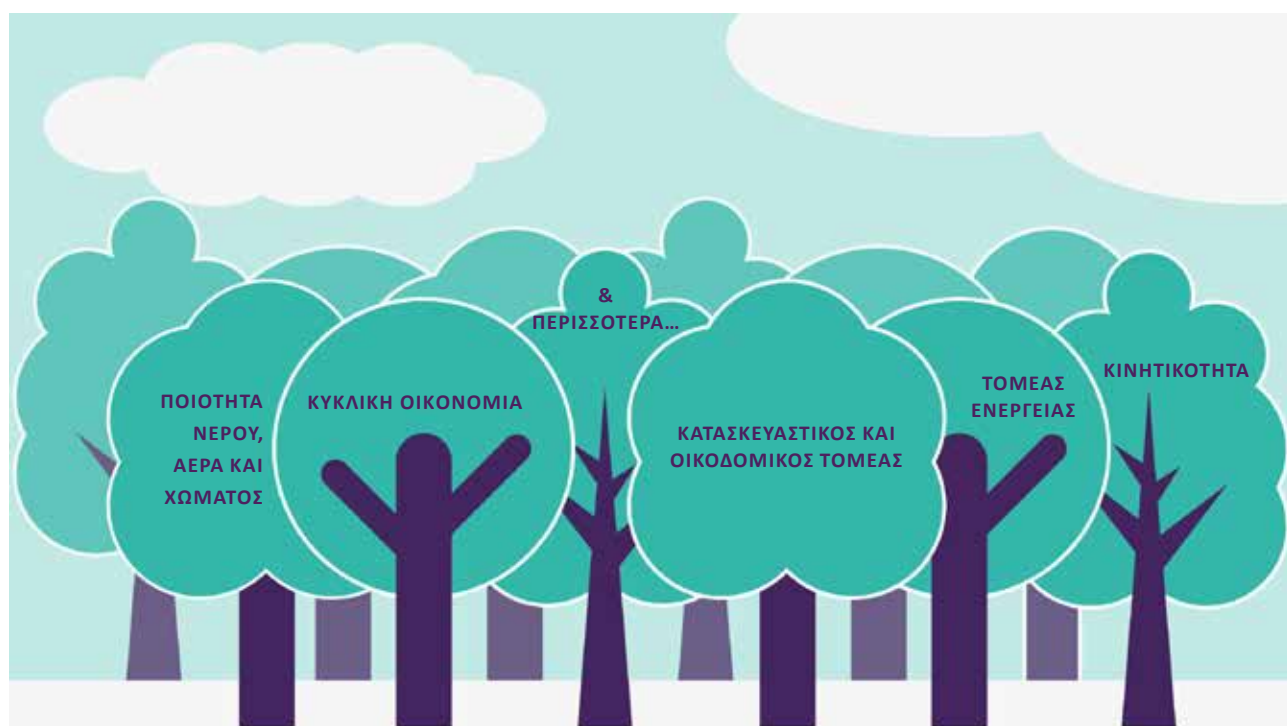 ΠΟΙΟΤΗΤΑ
ΝΕΡΟΥ,
ΑΕΡΑ ΚΑΙ
ΧΩΜΑΤΟΣ
ΚΥΚΛΙΚΗ ΟΙΚΟΝΟΜΙΑ
&
ΠΕΡΙΣΣΟΤΕΡΑ...
ΚΑΤΑΣΚΕΥΑΣΤΙΚΟΣ ΚΑΙ
ΟΙΚΟΔΟΜΙΚΟΣ ΤΟΜΕΑΣ
ΤΟΜΕΑΣ
ΕΝΕΡΓΕΙΑΣ
ΚΙΝΗΤΙΚΟΤΗΤΑ